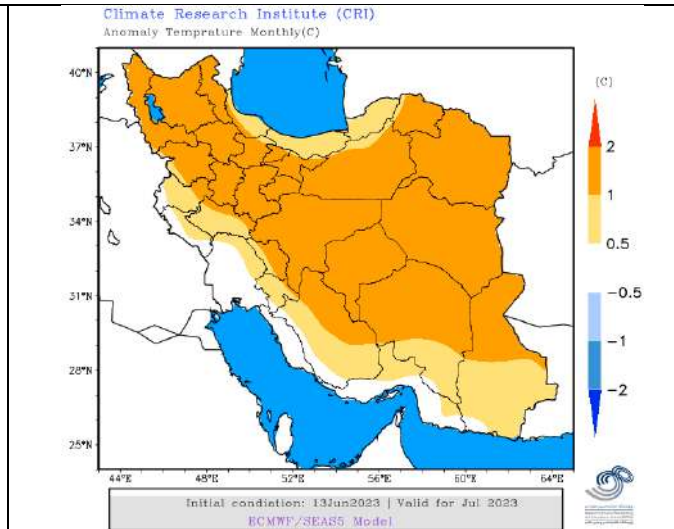 Climate Research Institute (CRI)
Anomaly Temprature Monthly(C)
40°N
37°N
34°N
31°N
28°N
25°N
44°E
48°E
52°E
56°E
60°E
64°E
(C)
2
1
0.5
−0.5
−1
−2
Initial condietion: 13Jun2023 | Valid for Jul 2023
ECMWF/SEAS5 Model